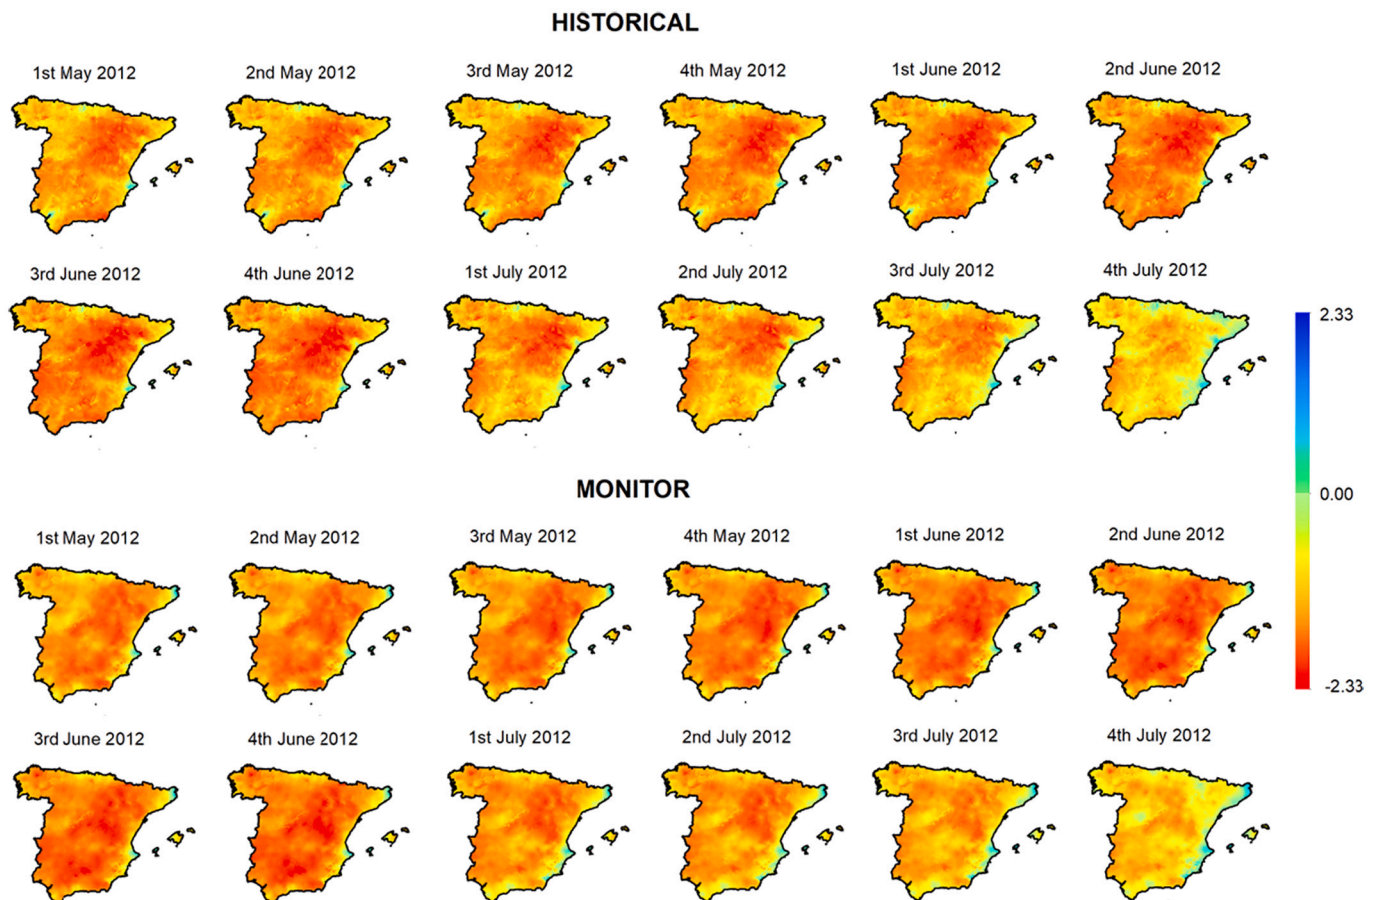 HISTORICAL
1st May 2012
2nd May 2012
3rd May 2012
4th May 2012
1st June 2012
2nd June 2012
3rd June 2012
4th June 2012
1st July 2012
2nd July 2012
3rd July 2012
4th July 2012
2.33
0.00
-2.33
MONITOR
1st May 2012
2nd May 2012
3rd May 2012
4th May 2012
1st June 2012
2nd June 2012
3rd June 2012
4th June 2012
1st July 2012
2nd July 2012
3rd July 2012
4th July 2012